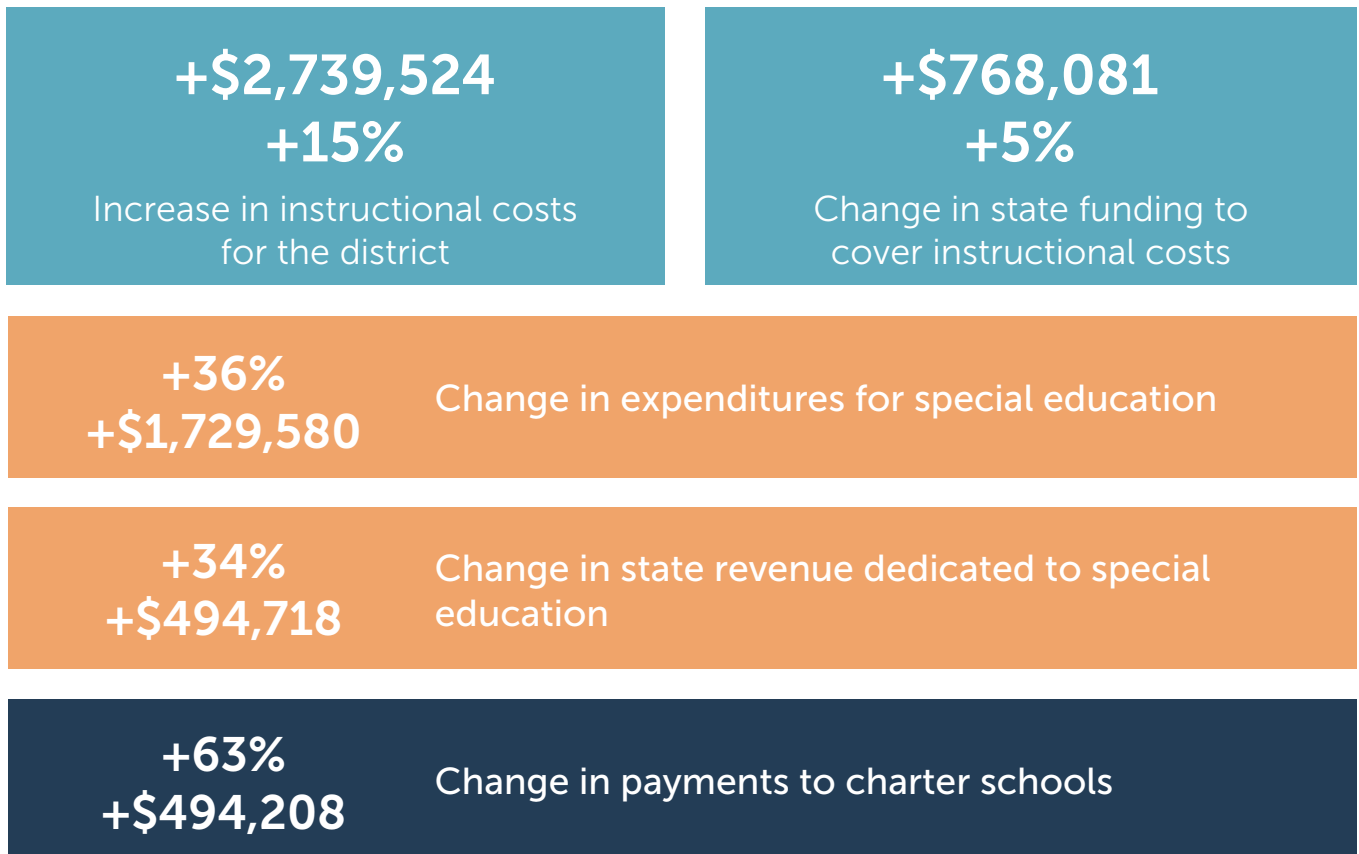 +$2,739,524
+15%
Increase in instructional costs
for the district
+$768,081
+5%
Change in state funding to
cover instructional costs
+36%
+$1,729,580
Change in expenditures for special education
+34%
+$494,718
Change in state revenue dedicated to special
education
+63%
+$494,208
Change in payments to charter schools